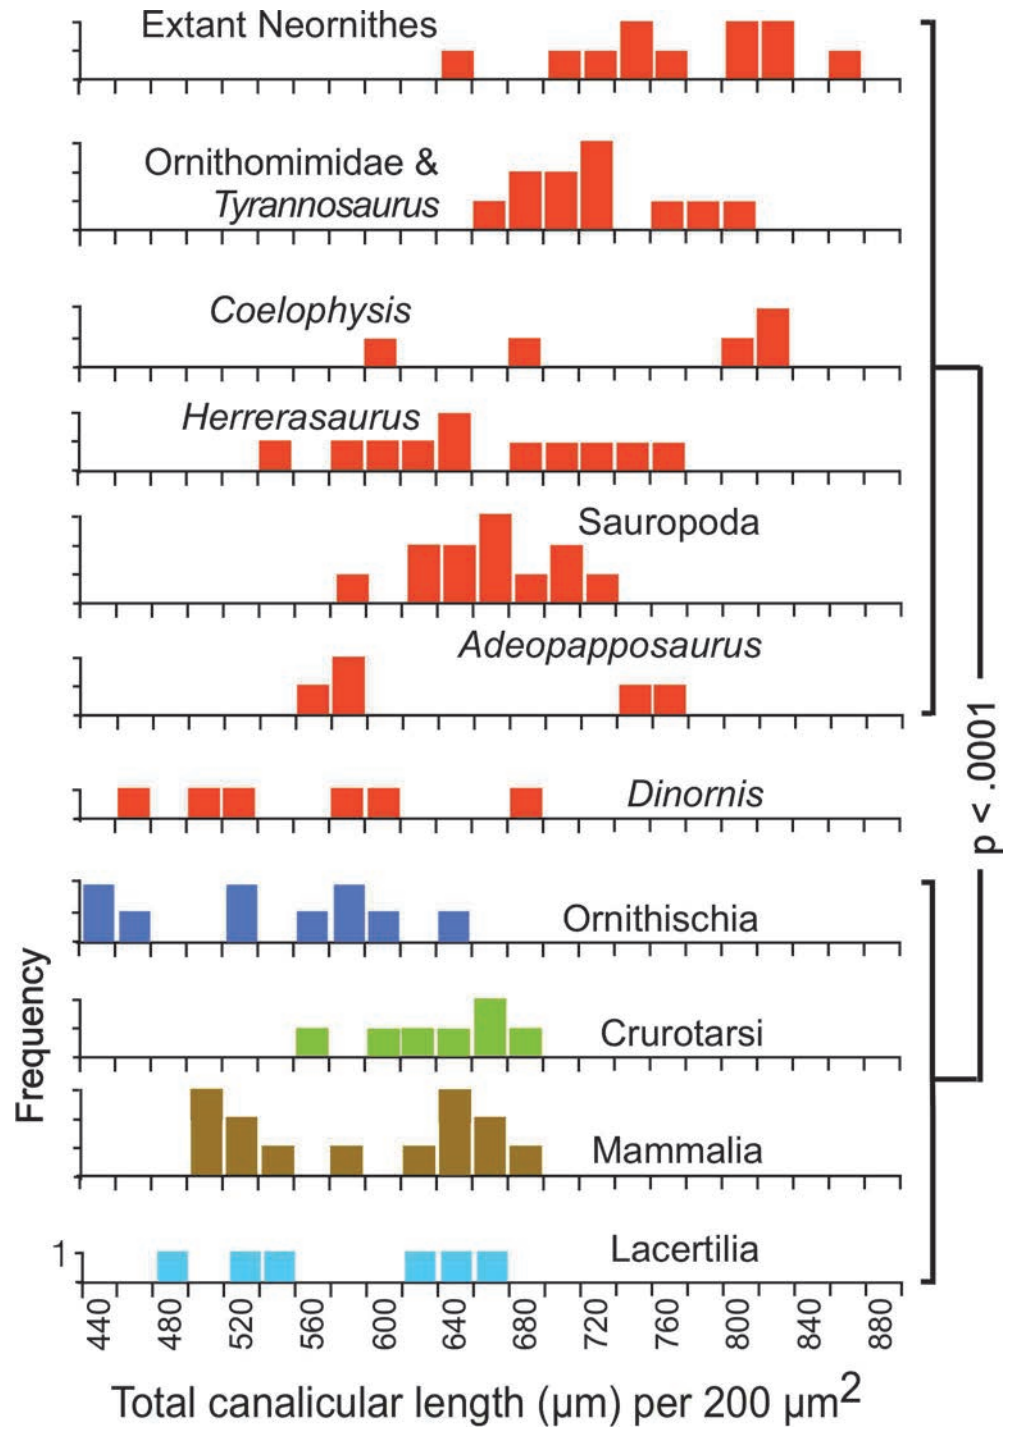 Extant Neornithes
Ornithomimidae &
Tyrannosaurus
Coelophysis
Herrerasaurus
Sauropoda
Adeopapposaurus
Dinornis
p < .0001
Ornithischia
Frequency
Crurotarsi
Mammalia
1
Lacertilia
440 480 520 560 600 640 680 720 760 800 840 880
Total canalicular length (µm) per 200 µm²